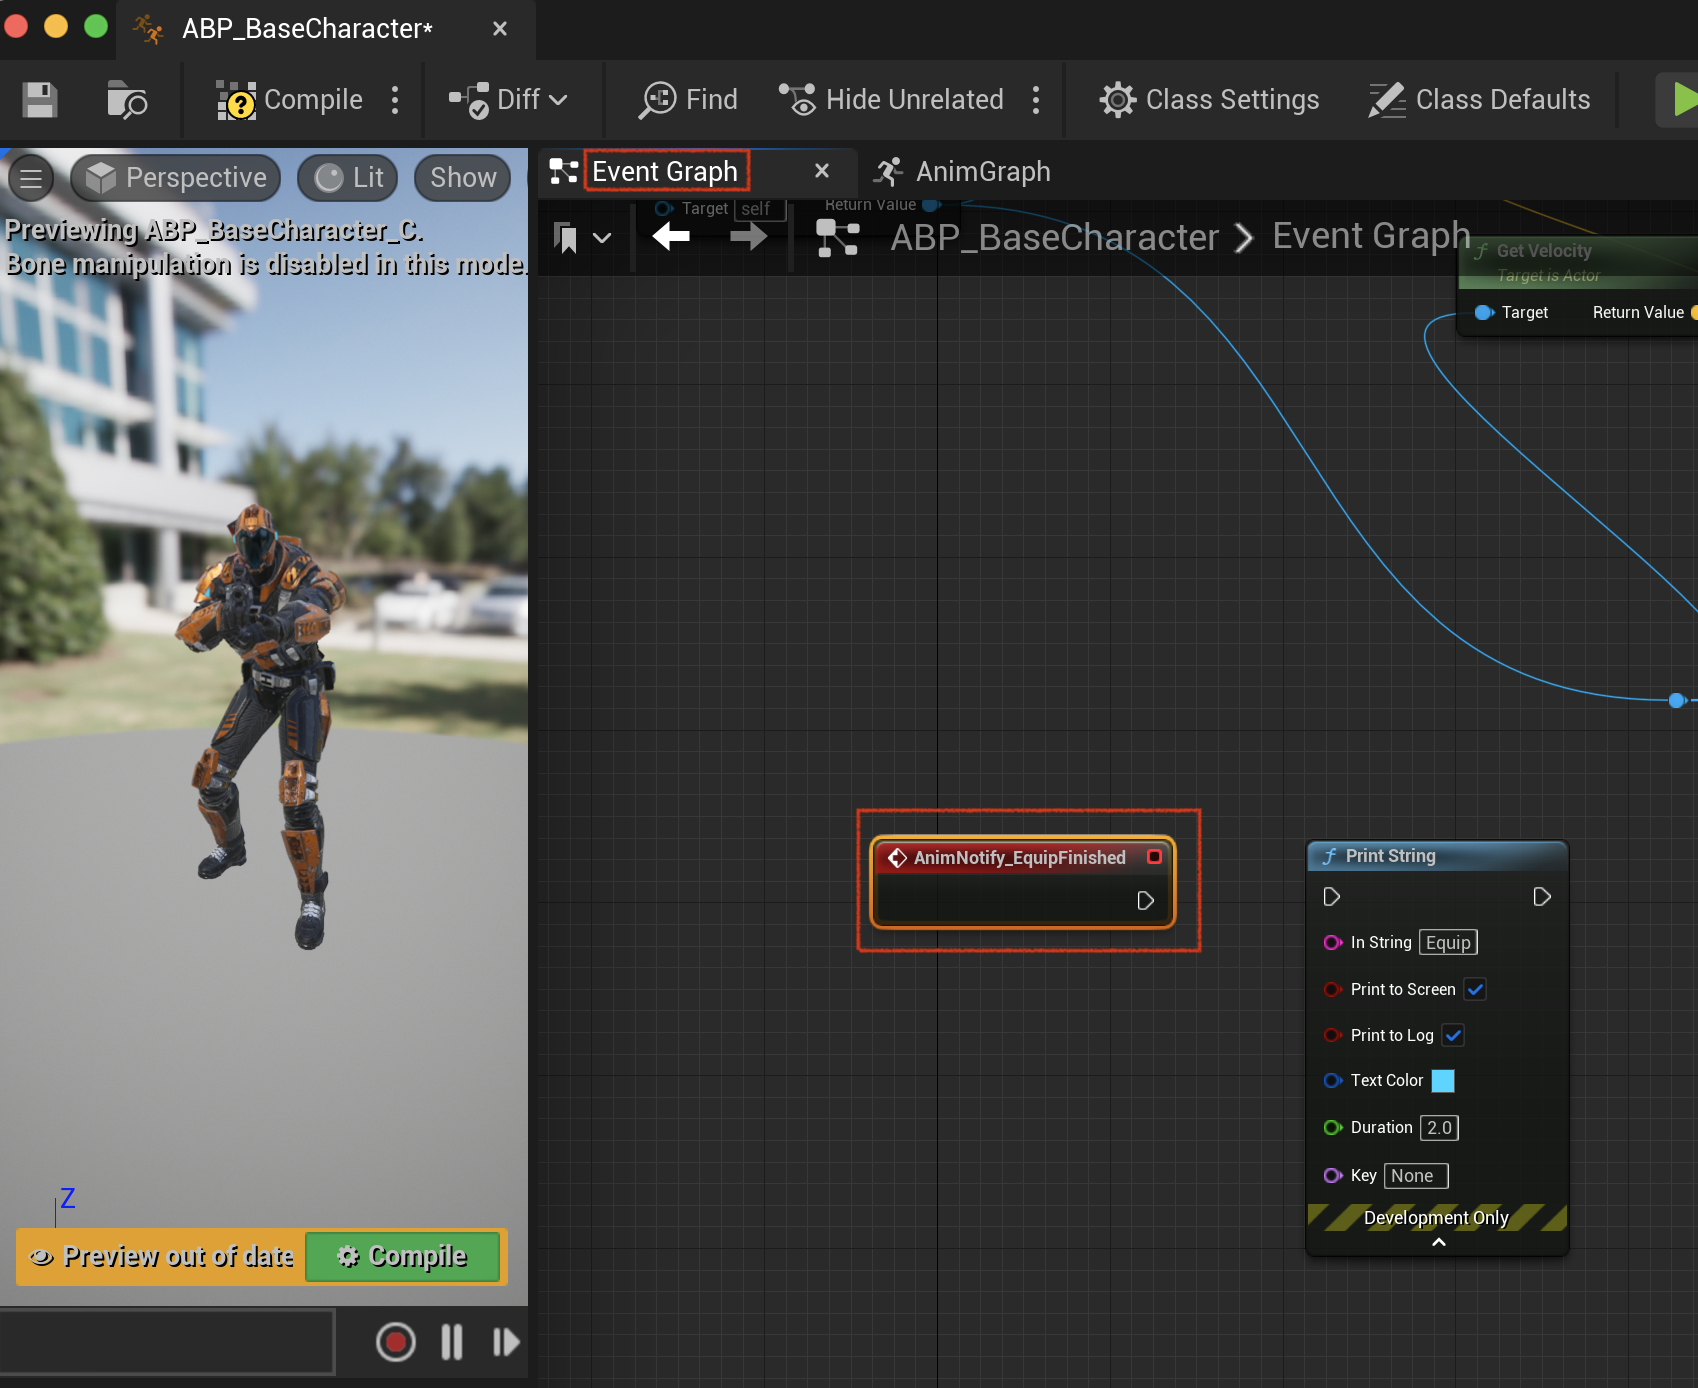 ABP_BaseCharacter*
Compile
Diff
Find
Hide Unrelated
Class Settings
Class Defaults
Perspective
Lit
Show
Previewing ABP_BaseCharacter_C.
Bone manipulation is disabled in this mode.
Event Graph
AnimGraph
Target self
Return Value
ABP_BaseCharacter > Event Graph
f Get Velocity
Target is Actor
Target Return Value
AnimNotify_EquipFinished
f Print String
In String Equip
Print to Screen
Print to Log
Text Color
Duration 2.0
Key None
Development Only
Z
Preview out of date
Compile